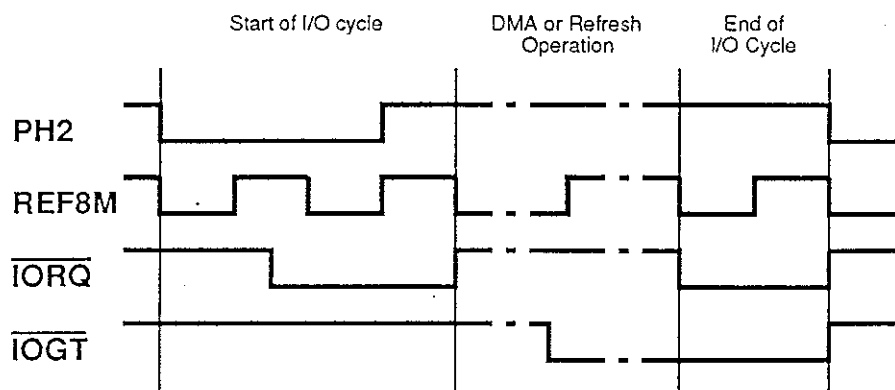 Start of I/O cycle
DMA or Refresh
Operation
End of
I/O Cycle
PH2
REF8M
IORQ
IOGT